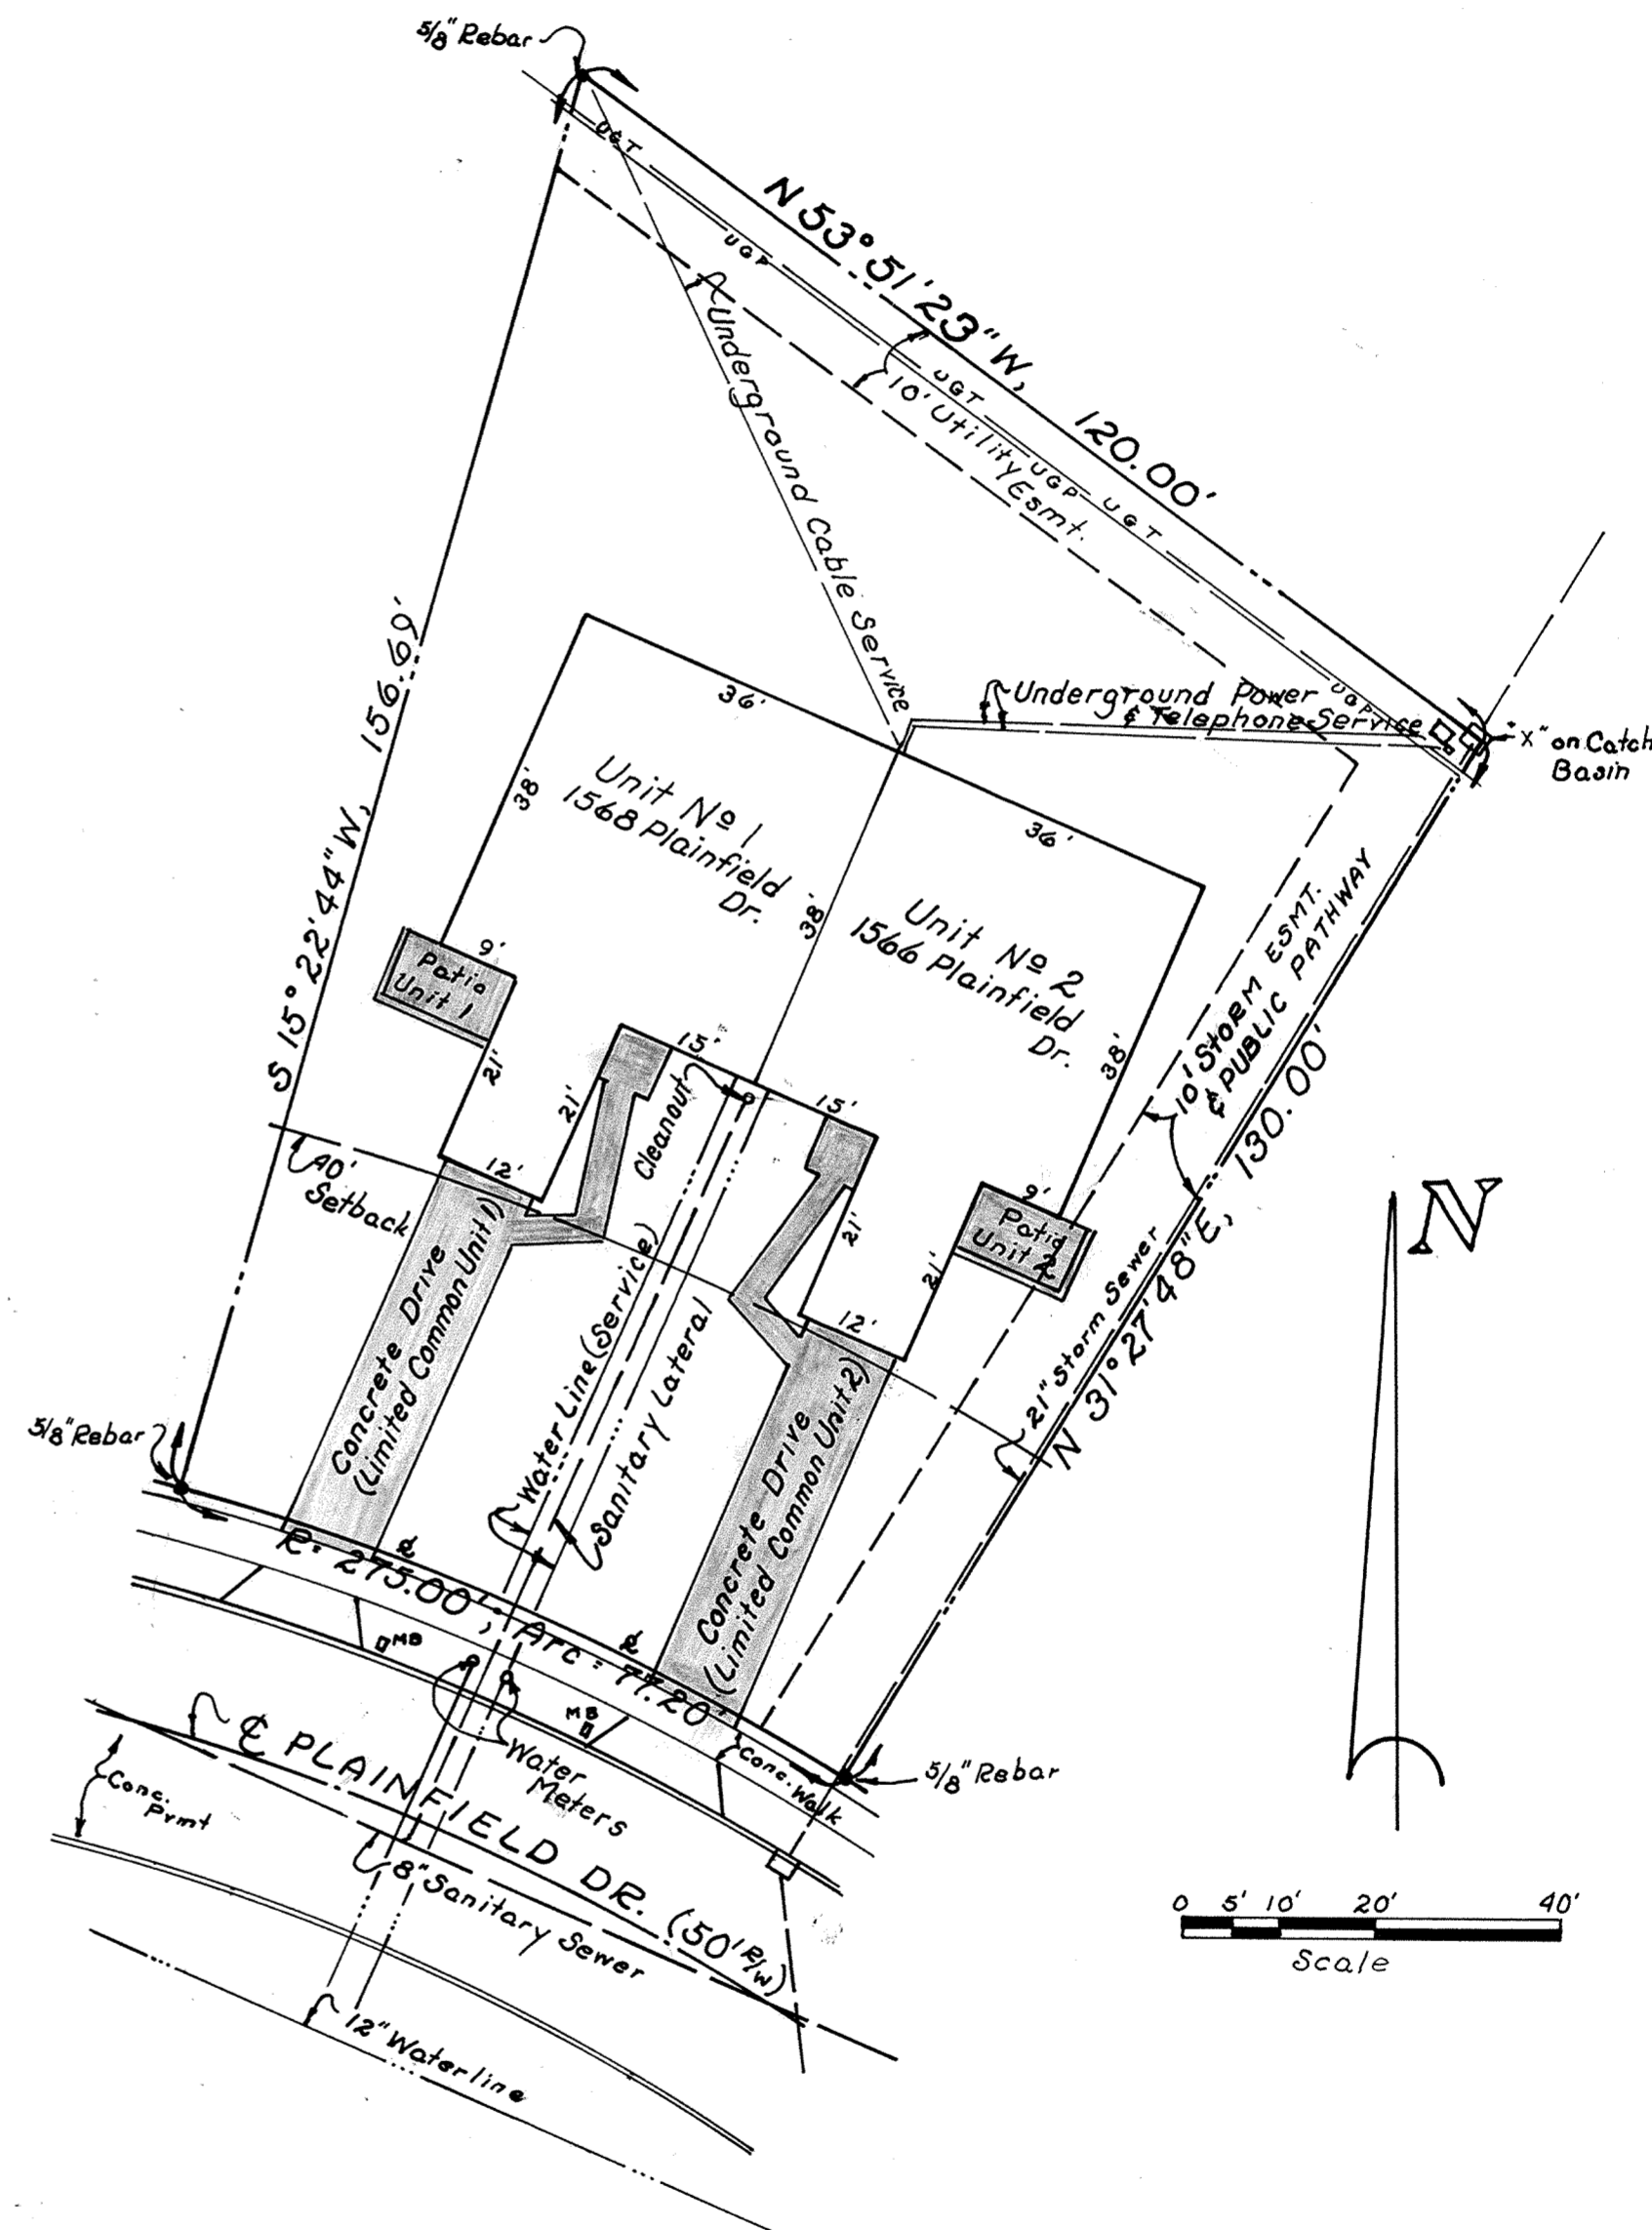 5/8" Rebar
UGT
N 53° 51' 23" W, 120.00'
UGP
UGT
10' Utility Esmt.
UGP
UGT
Underground Cable Service
S 15° 22' 44" W, 156.69'
36'
Underground Power
& Telephone Service
UGP
"X" on Catch
Basin
38'
Unit No 1
1568 Plainfield
Dr.
36'
38'
Unit No 2
1566 Plainfield
Dr.
38'
10' STORM ESMT.
& PUBLIC PATHWAY
9'
Patio
Unit 1
21'
21'
15'
Cleanout
15'
N 31° 27' 48" E, 130.00'
40'
Setback
12'
9'
Patio
Unit 2
21'
21'
12'
21" Storm Sewer
N
Concrete Drive
(Limited Common Unit 1)
Water Line (Service)
Sanitary Lateral
Concrete Drive
(Limited Common Unit 2)
5/8" Rebar
R = 275.00', Arc = 77.20'
℄
℄
MB
MB
Water
Meters
Conc. Walk
5/8" Rebar
℄ PLAINFIELD DR. (50' R/W)
Conc.
Pvmt
8" Sanitary Sewer
12" Waterline
0 5' 10' 20' 40'
Scale